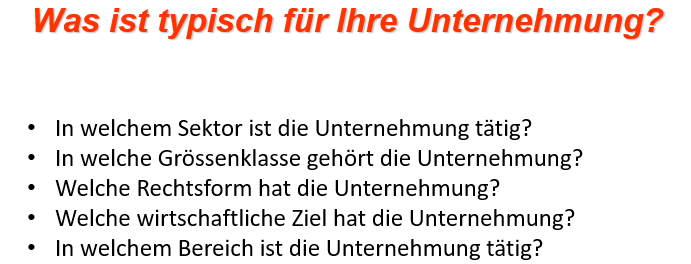 Was ist typisch für Ihre Unternehmung?
• In welchem Sektor ist die Unternehmung tätig?
• In welche Grössenklasse gehört die Unternehmung?
• Welche Rechtsform hat die Unternehmung?
• Welche wirtschaftliche Ziel hat die Unternehmung?
• In welchem Bereich ist die Unternehmung tätig?